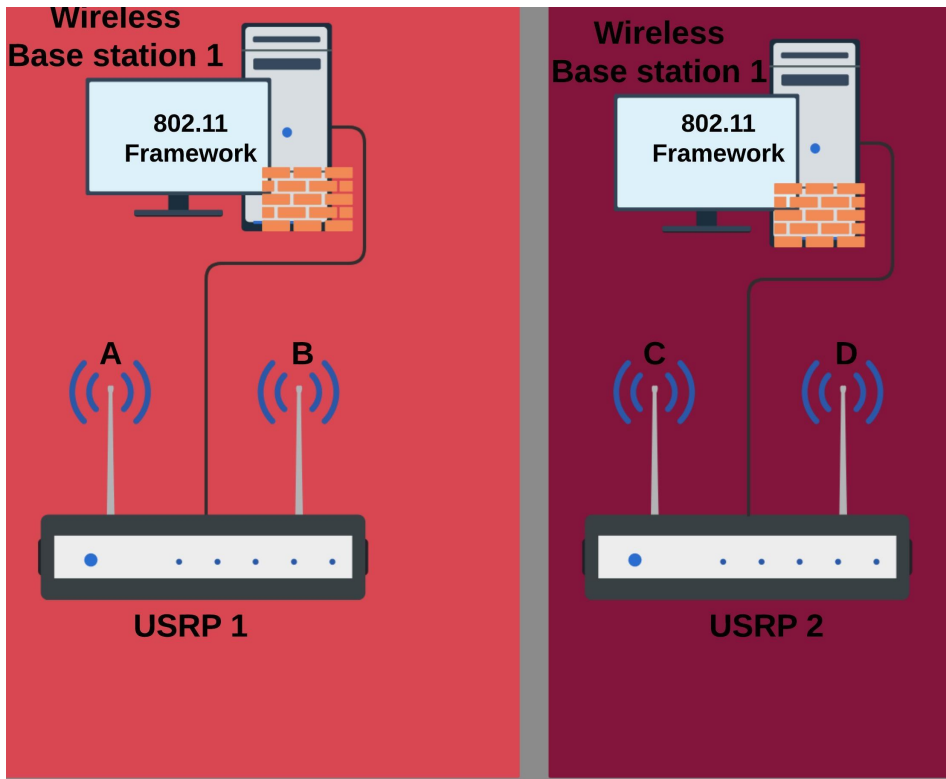 Wireless
Base station 1
802.11
Framework
A
B
USRP 1
Wireless
Base station 1
802.11
Framework
C
D
USRP 2